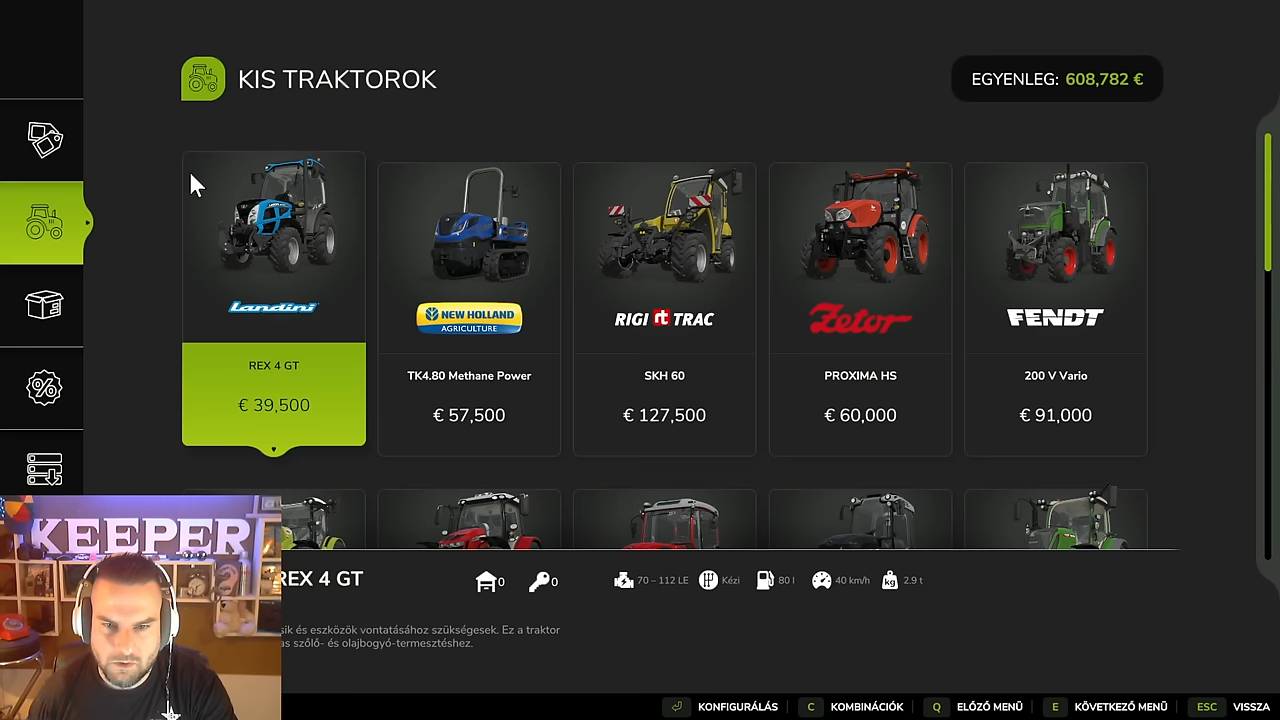 KIS TRAKTOROK
EGYENLEG: 608,782 €
Landini
NEW HOLLAND
AGRICULTURE
RIGI rt TRAC
Zetor
FENDT
REX 4 GT
€ 39,500
TK4.80 Methane Power
€ 57,500
SKH 60
€ 127,500
PROXIMA HS
€ 60,000
200 V Vario
€ 91,000
KEEPER
REX 4 GT
0
0
70 – 112 LE
Kézi
80 l
40 km/h
kg
2.9 t
és eszközök vontatásához szükségesek. Ez a traktor
szőlő- és olajbogyó-termesztéshez.
KONFIGURÁLÁS
C KOMBINÁCIÓK
Q ELŐZŐ MENÜ
E KÖVETKEZŐ MENÜ
ESC VISSZA